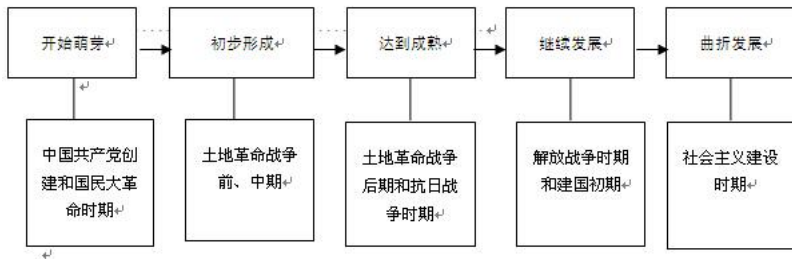 开始萌芽
初步形成
达到成熟
继续发展
曲折发展
中国共产党创
建和国民大革
命时期
土地革命战争
前、中期
土地革命战争
后期和抗日战
争时期
解放战争时期
和建国初期
社会主义建设
时期